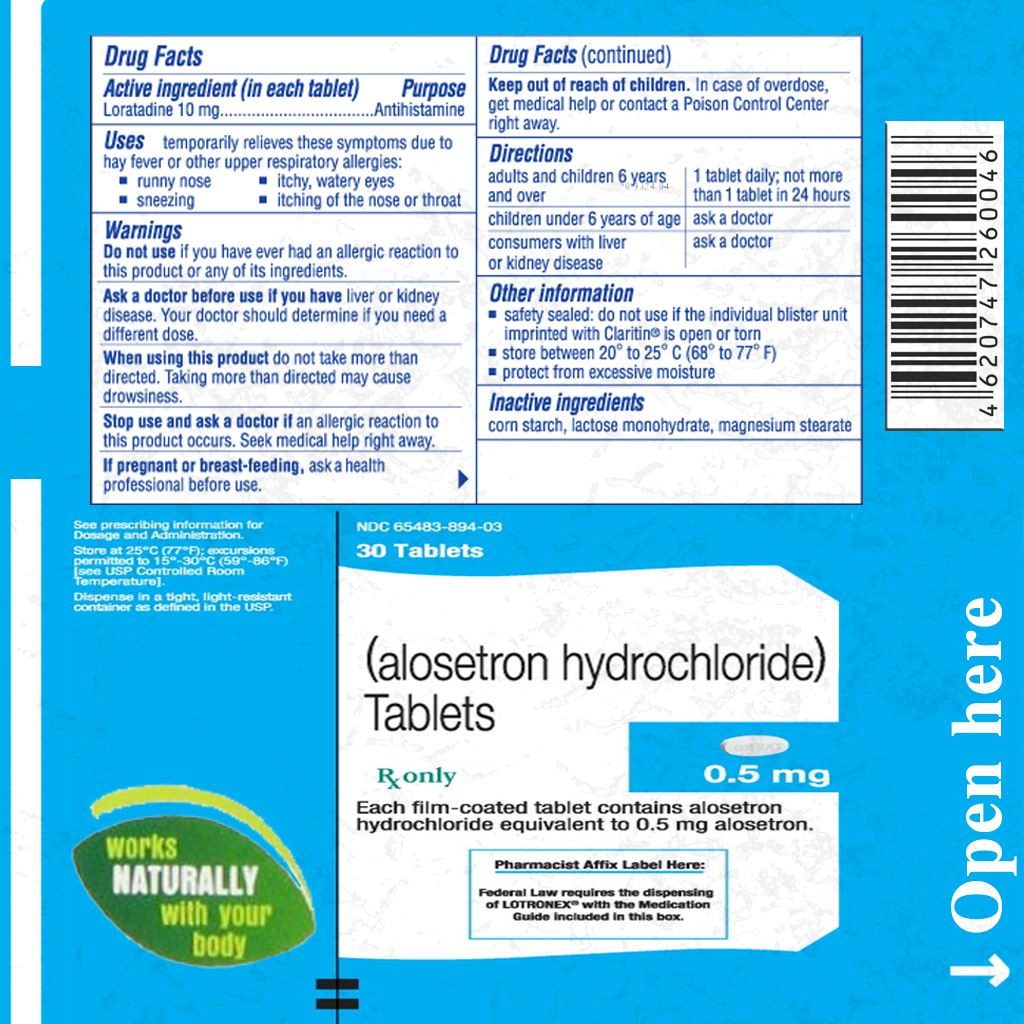 Drug Facts
Active ingredient (in each tablet) Purpose
Loratadine 10 mg..................................Antihistamine
Uses temporarily relieves these symptoms due to
hay fever or other upper respiratory allergies:
■ runny nose ■ itchy, watery eyes
■ sneezing ■ itching of the nose or throat
Warnings
Do not use if you have ever had an allergic reaction to
this product or any of its ingredients.
Ask a doctor before use if you have liver or kidney
disease. Your doctor should determine if you need a
different dose.
When using this product do not take more than
directed. Taking more than directed may cause
drowsiness.
Stop use and ask a doctor if an allergic reaction to
this product occurs. Seek medical help right away.
If pregnant or breast-feeding, ask a health
professional before use.
Drug Facts (continued)
Keep out of reach of children. In case of overdose,
get medical help or contact a Poison Control Center
right away.
Directions
adults and children 6 years 1 tablet daily; not more
and over than 1 tablet in 24 hours
children under 6 years of age ask a doctor
consumers with liver ask a doctor
or kidney disease
Other information
■ safety sealed: do not use if the individual blister unit
imprinted with Claritin® is open or torn
■ store between 20° to 25° C (68° to 77° F)
■ protect from excessive moisture
Inactive ingredients
corn starch, lactose monohydrate, magnesium stearate
4 620747 260046
See prescribing information for
Dosage and Administration.
Store at 25°C (77°F); excursions
permitted to 15°-30°C (59°-86°F)
[see USP Controlled Room
Temperature].
Dispense in a tight, light-resistant
container as defined in the USP.
works
NATURALLY
with your
body
NDC 65483-894-03
30 Tablets
(alosetron hydrochloride)
Tablets
Rx only
0.5 mg
Each film-coated tablet contains alosetron
hydrochloride equivalent to 0.5 mg alosetron.
Pharmacist Affix Label Here:
Federal Law requires the dispensing
of LOTRONEX® with the Medication
Guide included in this box.
↓ Open here